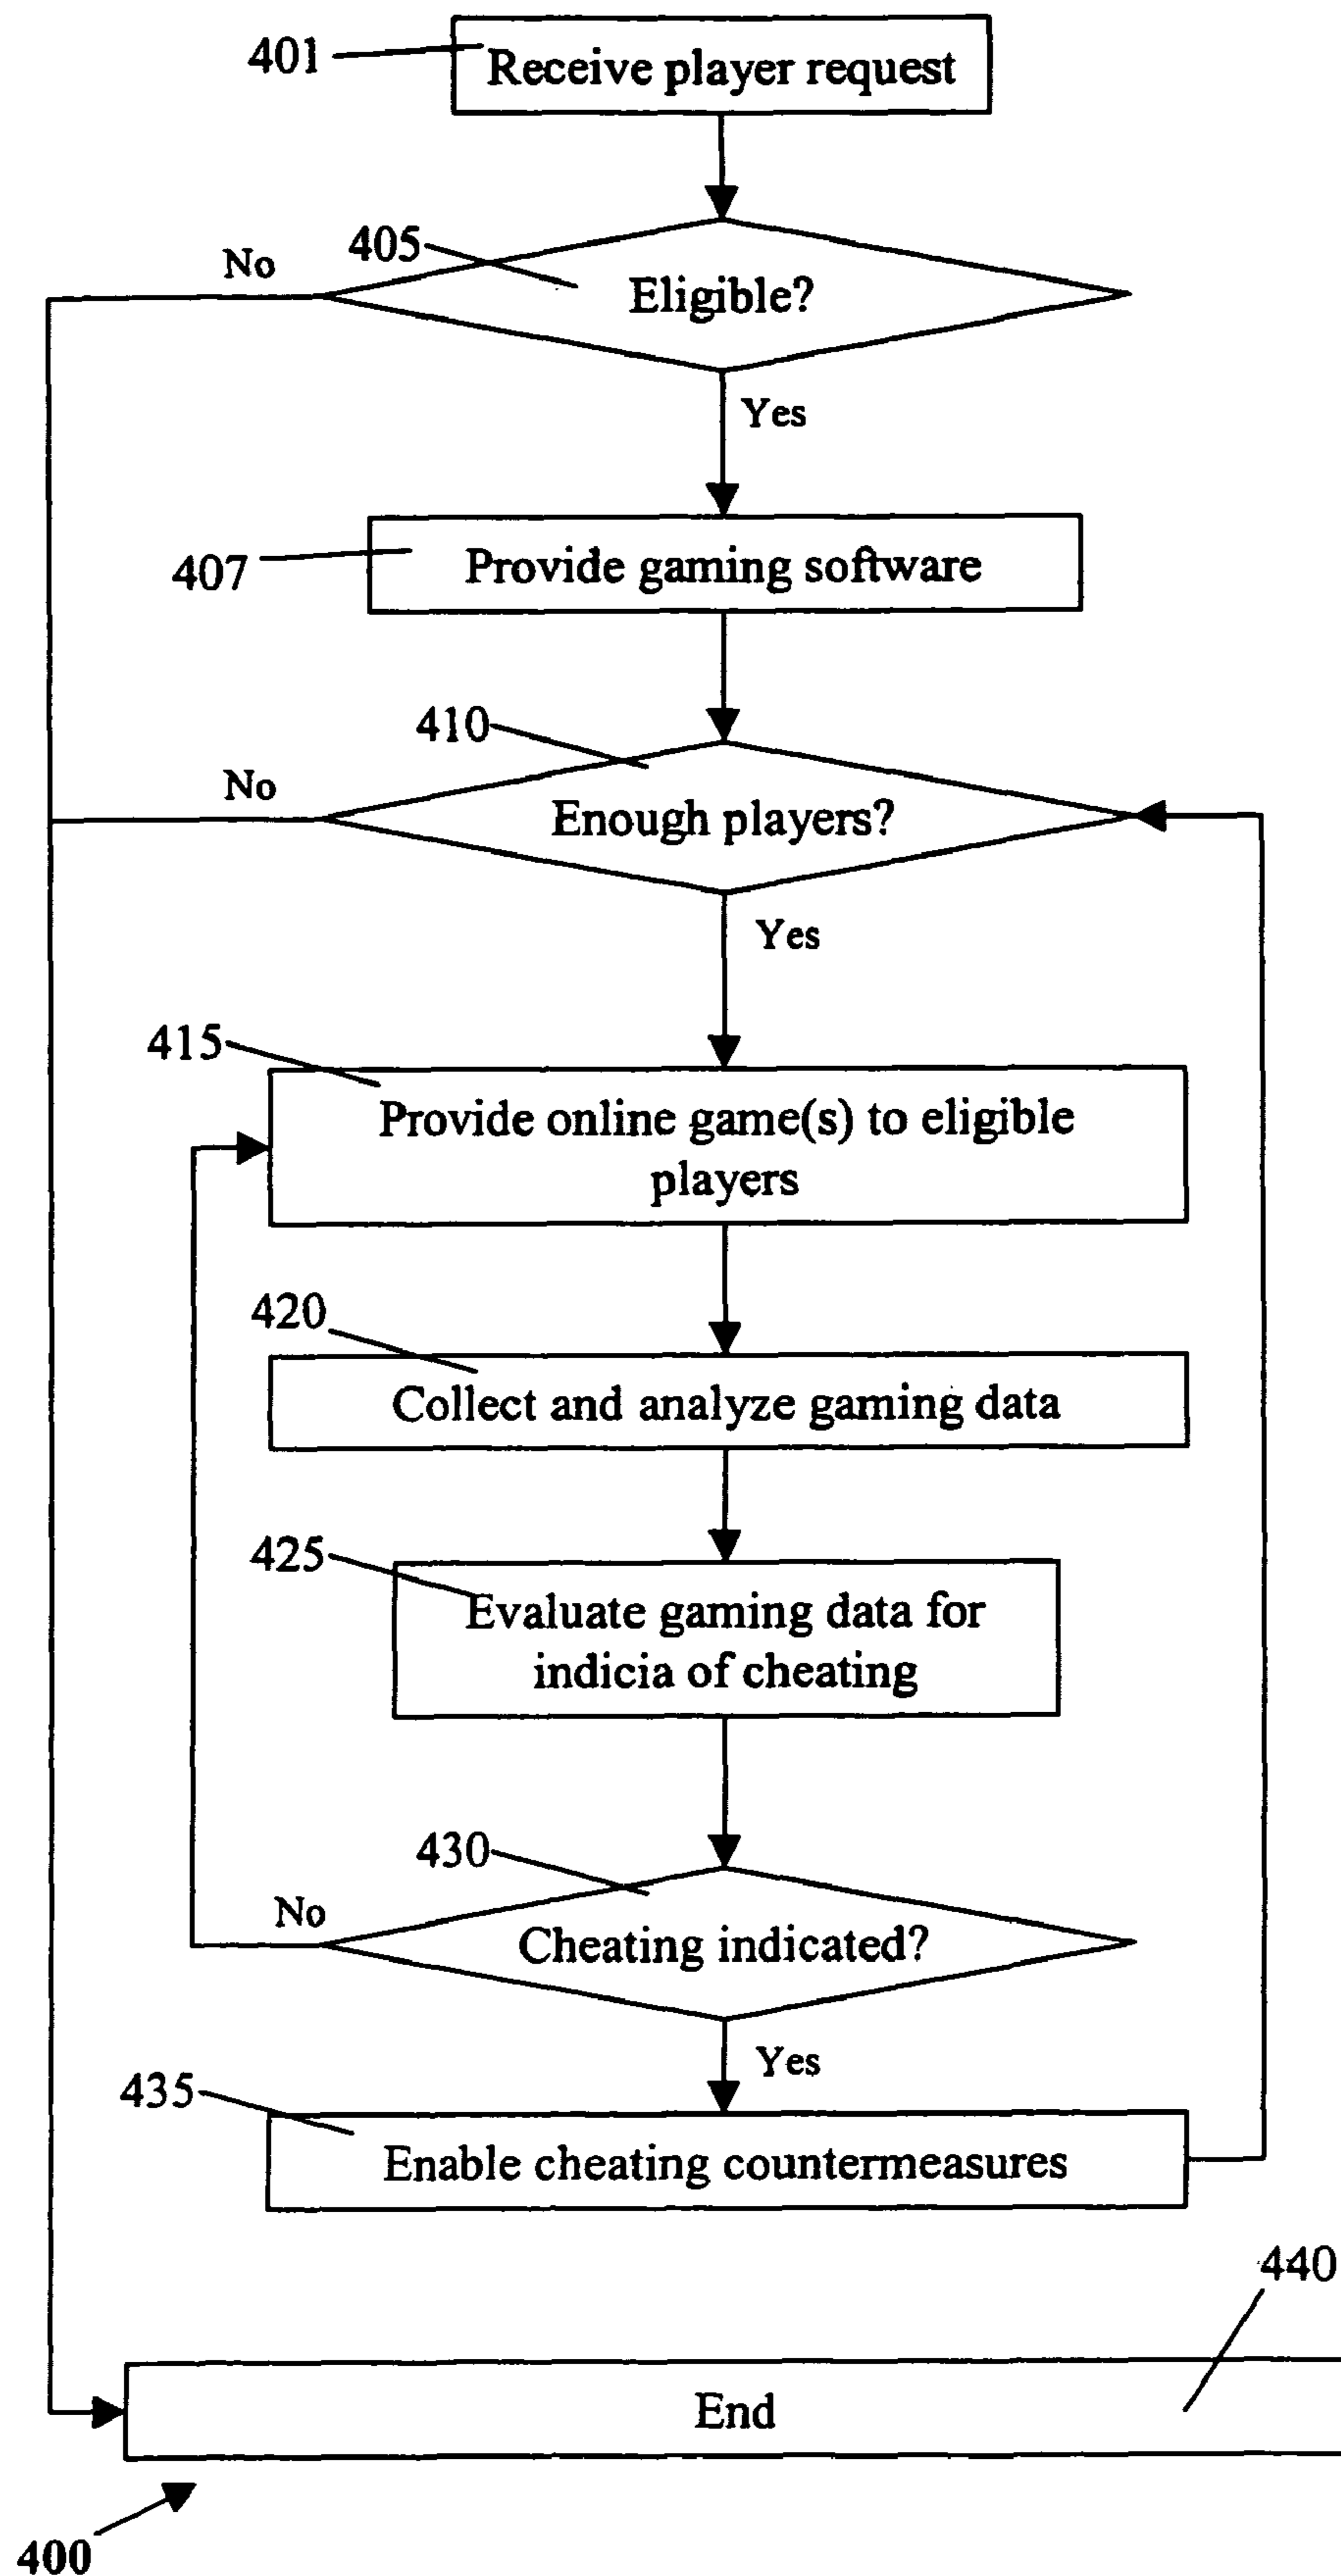 401
Receive player request
405
No
Eligible?
Yes
407
Provide gaming software
410
No
Enough players?
Yes
415
Provide online game(s) to eligible
players
420
Collect and analyze gaming data
425
Evaluate gaming data for
indicia of cheating
430
No
Cheating indicated?
Yes
435
Enable cheating countermeasures
440
End
400